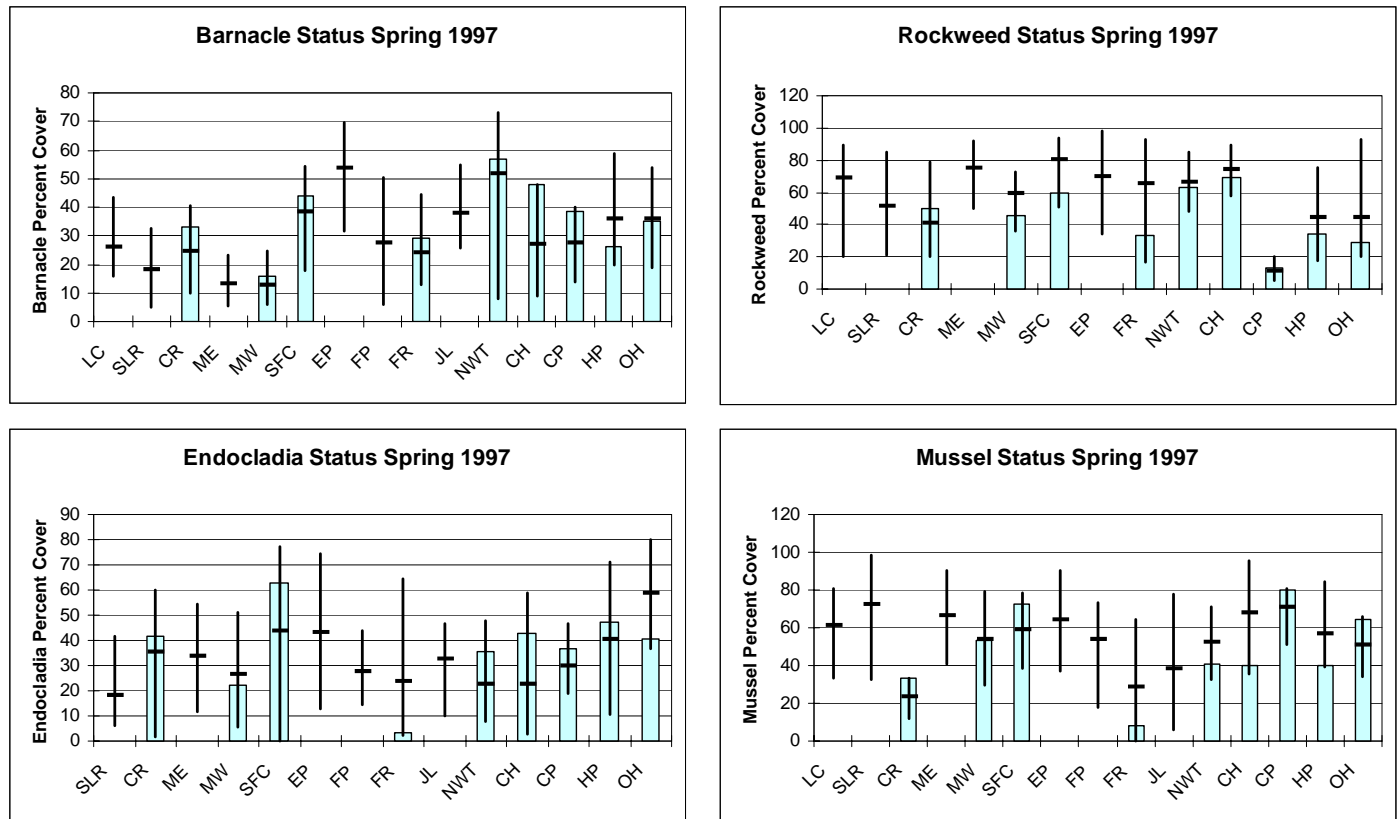 Barnacle Status Spring 1997
Barnacle Percent Cover
80
70
60
50
40
30
20
10
0
LC SLR CR ME MW SFC EP FP FR JL NWT CH CP HP OH
Rockweed Status Spring 1997
Rockweed Percent Cover
120
100
80
60
40
20
0
LC SLR CR ME MW SFC EP FR NWT CH CP HP OH
Endocladia Status Spring 1997
Endocladia Percent Cover
90
80
70
60
50
40
30
20
10
0
SLR CR ME MW SFC EP FP FR JL NWT CH CP HP OH
Mussel Status Spring 1997
Mussel Percent Cover
120
100
80
60
40
20
0
LC SLR CR ME MW SFC EP FP FR JL NWT CH CP HP OH